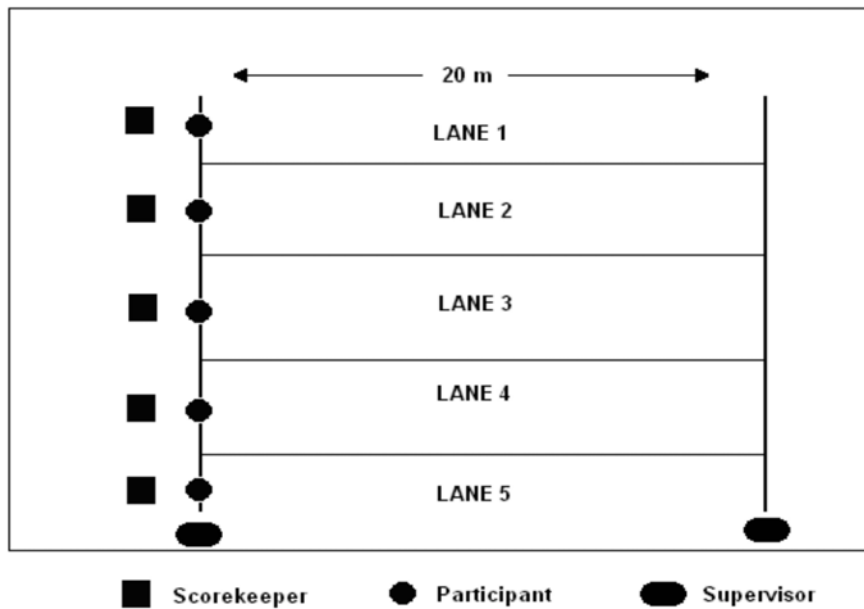 20 m
LANE 1
LANE 2
LANE 3
LANE 4
LANE 5
Scorekeeper Participant Supervisor